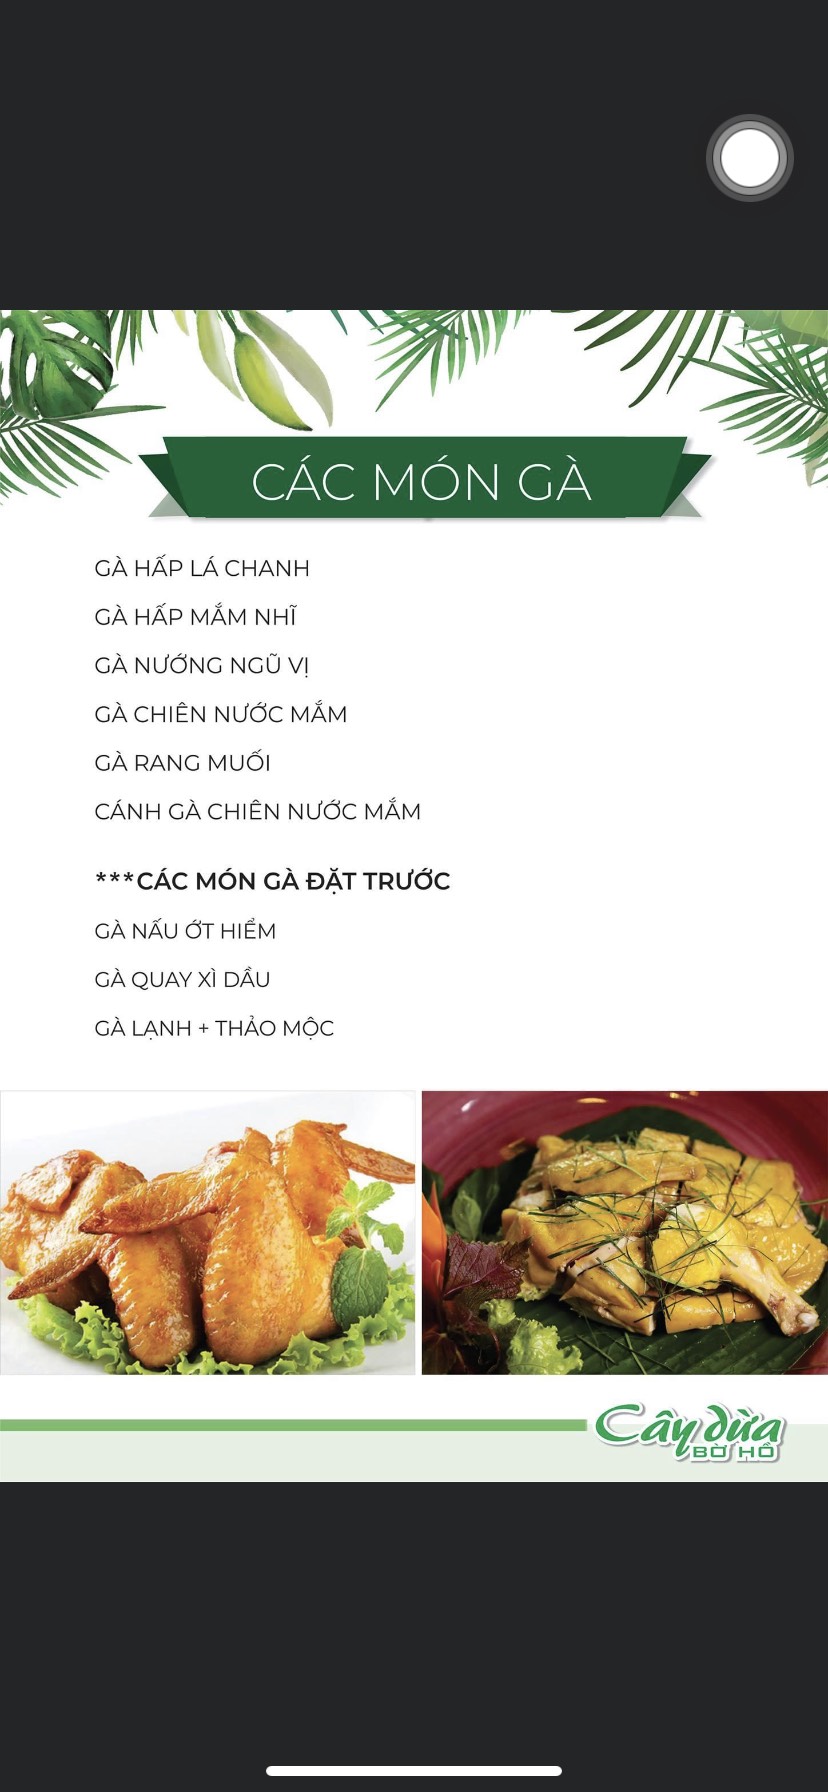 CÁC MÓN GÀ
GÀ HẤP LÁ CHANH
GÀ HẤP MẮM NHĨ
GÀ NƯỚNG NGŨ VỊ
GÀ CHIÊN NƯỚC MẮM
GÀ RANG MUỐI
CÁNH GÀ CHIÊN NƯỚC MẮM
***CÁC MÓN GÀ ĐẶT TRƯỚC
GÀ NẤU ỚT HIỂM
GÀ QUAY XÌ DẦU
GÀ LẠNH + THẢO MỘC
Cây dừa
BỜ HỒ